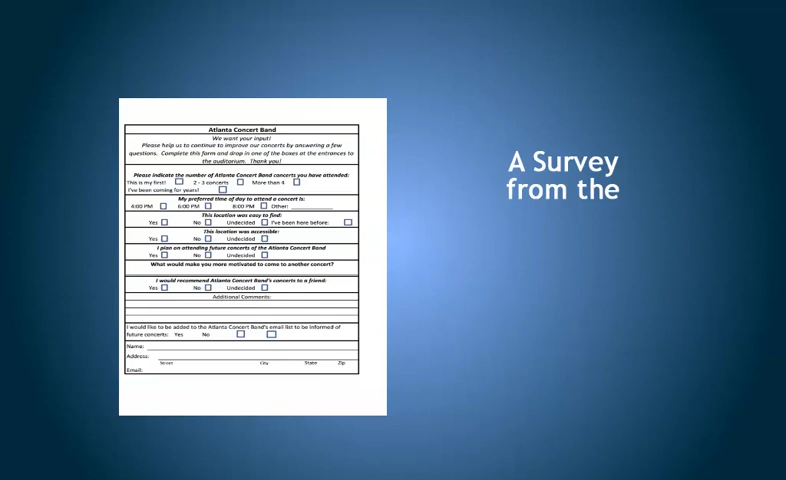 Atlanta Concert Band
We want your input!
Please help us to continue to improve our concerts by answering a few
questions. Complete this form and drop in one of the boxes at the entrances to
the auditorium. Thank you!
Please indicate the number of Atlanta Concert Band concerts you have attended:
This is my first! 2 - 3 concerts More than 4
I've been coming for years!
My preferred time of day to attend a concert is:
4:00 PM 6:00 PM 8:00 PM Other:
This location was easy to find:
Yes No Undecided I've been here before:
This location was accessible:
Yes No Undecided
I plan on attending future concerts of the Atlanta Concert Band
Yes No Undecided
What would make you more motivated to come to another concert?
I would recommend Atlanta Concert Band's concerts to a friend:
Yes No Undecided
Additional Comments:
I would like to be added to the Atlanta Concert Band's email list to be informed of
future concerts: Yes No
Name:
Address:
Street City State Zip
Email:
A Survey
from the